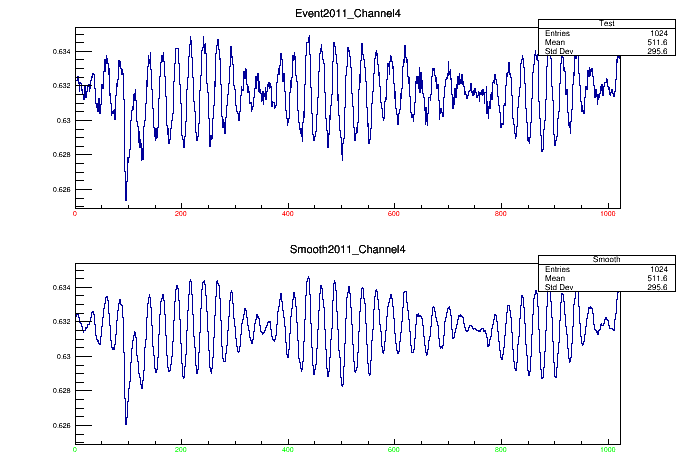 Event2011_Channel4
Test
Entries 1024
Mean 511.6
Std Dev 295.6
0.634
0.632
0.63
0.628
0.626
0 200 400 600 800 1000
Smooth2011_Channel4
Smooth
Entries 1024
Mean 511.6
Std Dev 295.6
0.634
0.632
0.63
0.628
0.626
0 200 400 600 800 1000